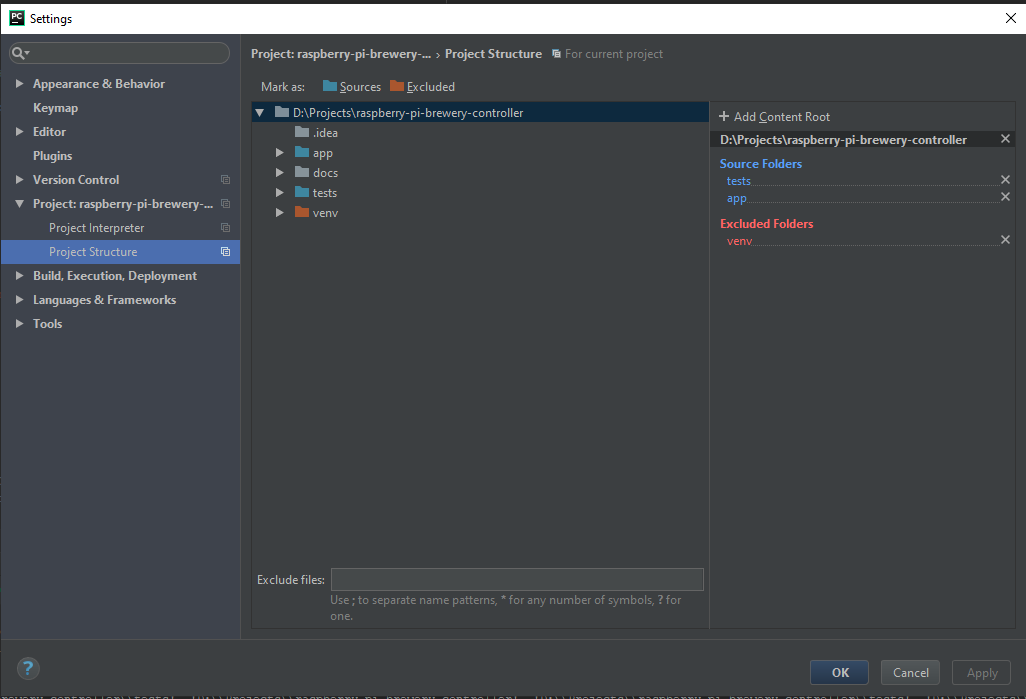 PC Settings
Project: raspberry-pi-brewery-... › Project Structure For current project
Appearance & Behavior
Keymap
Editor
Plugins
Version Control
Project: raspberry-pi-brewery-...
Project Interpreter
Project Structure
Build, Execution, Deployment
Languages & Frameworks
Tools
Mark as: Sources Excluded
D:\Projects\raspberry-pi-brewery-controller
.idea
app
docs
tests
venv
Exclude files:
Use ; to separate name patterns, * for any number of symbols, ? for
one.
+ Add Content Root
D:\Projects\raspberry-pi-brewery-controller
Source Folders
tests
app
Excluded Folders
venv
?
OK Cancel Apply